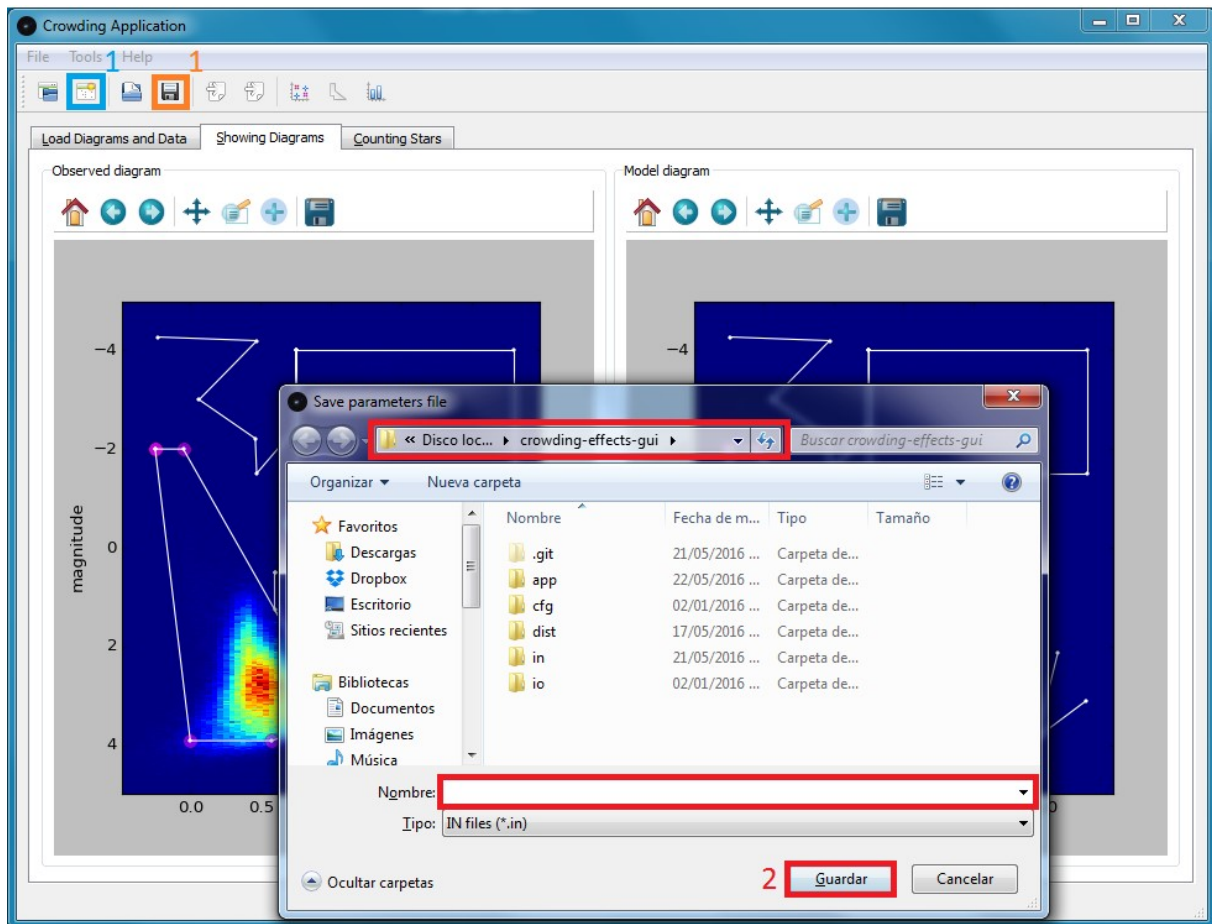 Crowding Application
File Tools Help
1 1
Load Diagrams and Data Showing Diagrams Counting Stars
Observed diagram Model diagram
−4 −4
Save parameters file
« Disco loc... crowding-effects-gui Buscar crowding-effects-gui
−2
Organizar Nueva carpeta
Favoritos Nombre Fecha de m... Tipo Tamaño
Descargas .git 21/05/2016 ... Carpeta de...
Dropbox app 22/05/2016 ... Carpeta de...
Escritorio cfg 02/01/2016 ... Carpeta de...
Sitios recientes dist 17/05/2016 ... Carpeta de...
in 21/05/2016 ... Carpeta de...
Bibliotecas io 02/01/2016 ... Carpeta de...
Documentos
Imágenes
Música
magnitude
0
2
4
Nombre:
0.0 0.5
Tipo: IN files (*.in)
Ocultar carpetas 2 Guardar Cancelar